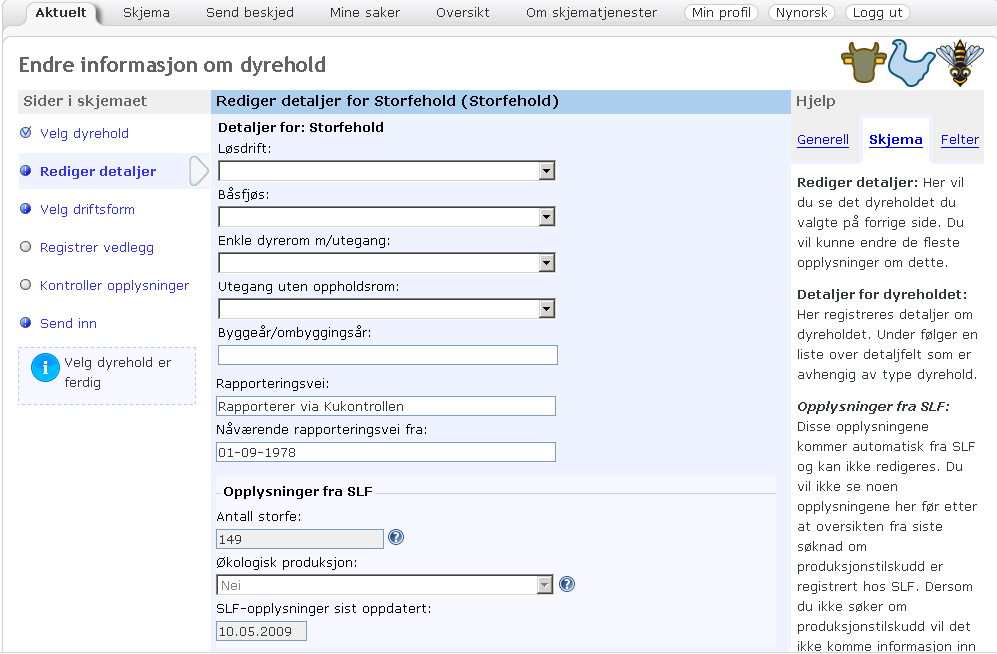 Aktuelt Skjema Send beskjed Mine saker Oversikt Om skjematjenester Min profil Nynorsk Logg ut
Endre informasjon om dyrehold
Sider i skjemaet
Velg dyrehold
Rediger detaljer
Velg driftsform
Registrer vedlegg
Kontroller opplysninger
Send inn
Velg dyrehold er
ferdig
Rediger detaljer for Storfehold (Storfehold)
Detaljer for: Storfehold
Løsdrift:
Båsfjøs:
Enkle dyrerom m/utegang:
Utegang uten oppholdsrom:
Byggeår/ombyggingsår:
Rapporteringsvei:
Rapporterer via Kukontrollen
Nåværende rapporteringsvei fra:
01-09-1978
Opplysninger fra SLF
Antall storfe:
149
Økologisk produksjon:
Nei
SLF-opplysninger sist oppdatert:
10.05.2009
Hjelp
Generell Skjema Felter
Rediger detaljer: Her vil
du se det dyreholdet du
valgte på forrige side. Du
vil kunne endre de fleste
opplysninger om dette.
Detaljer for dyreholdet:
Her registreres detaljer om
dyreholdet. Under følger en
liste over detaljfelt som er
avhengig av type dyrehold.
Opplysninger fra SLF:
Disse opplysningene
kommer automatisk fra SLF
og kan ikke redigeres. Du
vil ikke se noen
opplysningene her før etter
at oversikten fra siste
søknad om
produksjonstilskudd er
registrert hos SLF. Dersom
du ikke søker om
produksjonstilskudd vil det
ikke komme informasjon inn